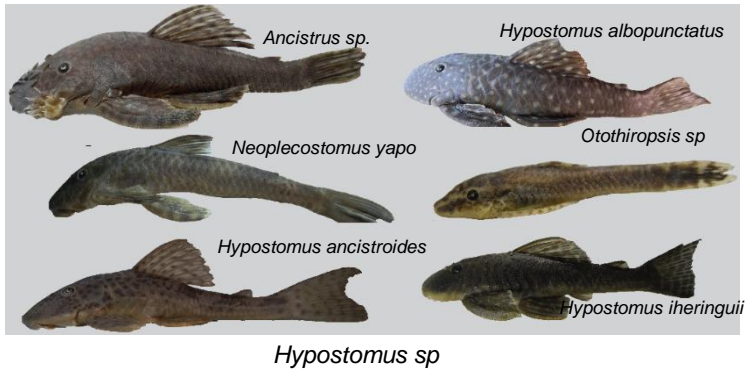 Ancistrus sp.
Hypostomus albopunctatus
Neoplecostomus yapo
Otothiropsis sp
Hypostomus ancistroides
Hypostomus iheringuii
Hypostomus sp